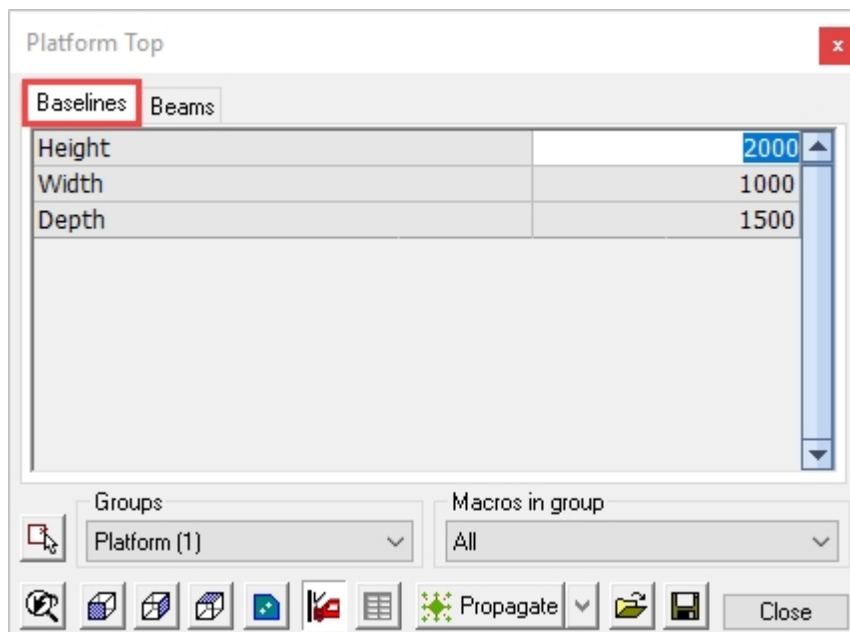 Platform Top
x
Baselines Beams
Height 2000
Width 1000
Depth 1500
Groups Macros in group
Platform (1) All
Propagate Close